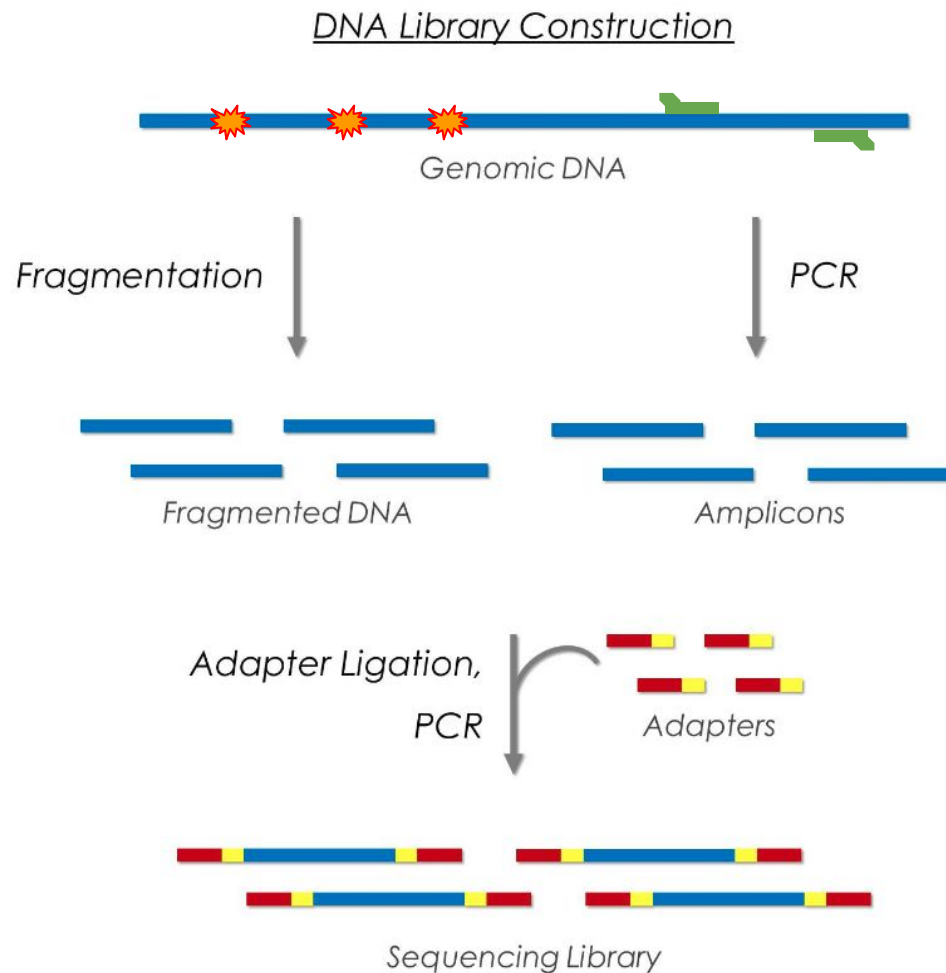 DNA Library Construction
Genomic DNA
Fragmentation
PCR
Fragmented DNA
Amplicons
Adapter Ligation,
PCR
Adapters
Sequencing Library